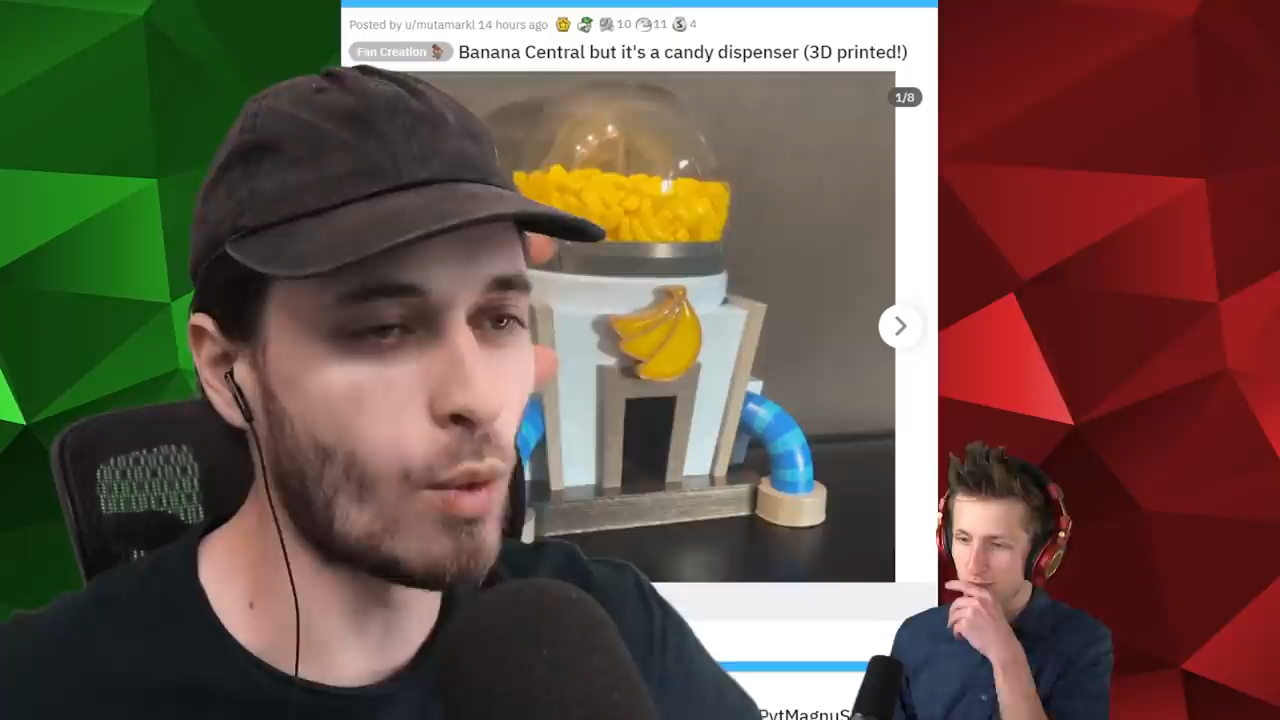 Posted by u/mutamarkl 14 hours ago 10 11 4
Fan Creation Banana Central but it's a candy dispenser (3D printed!)
1/8
PvtMagnuS